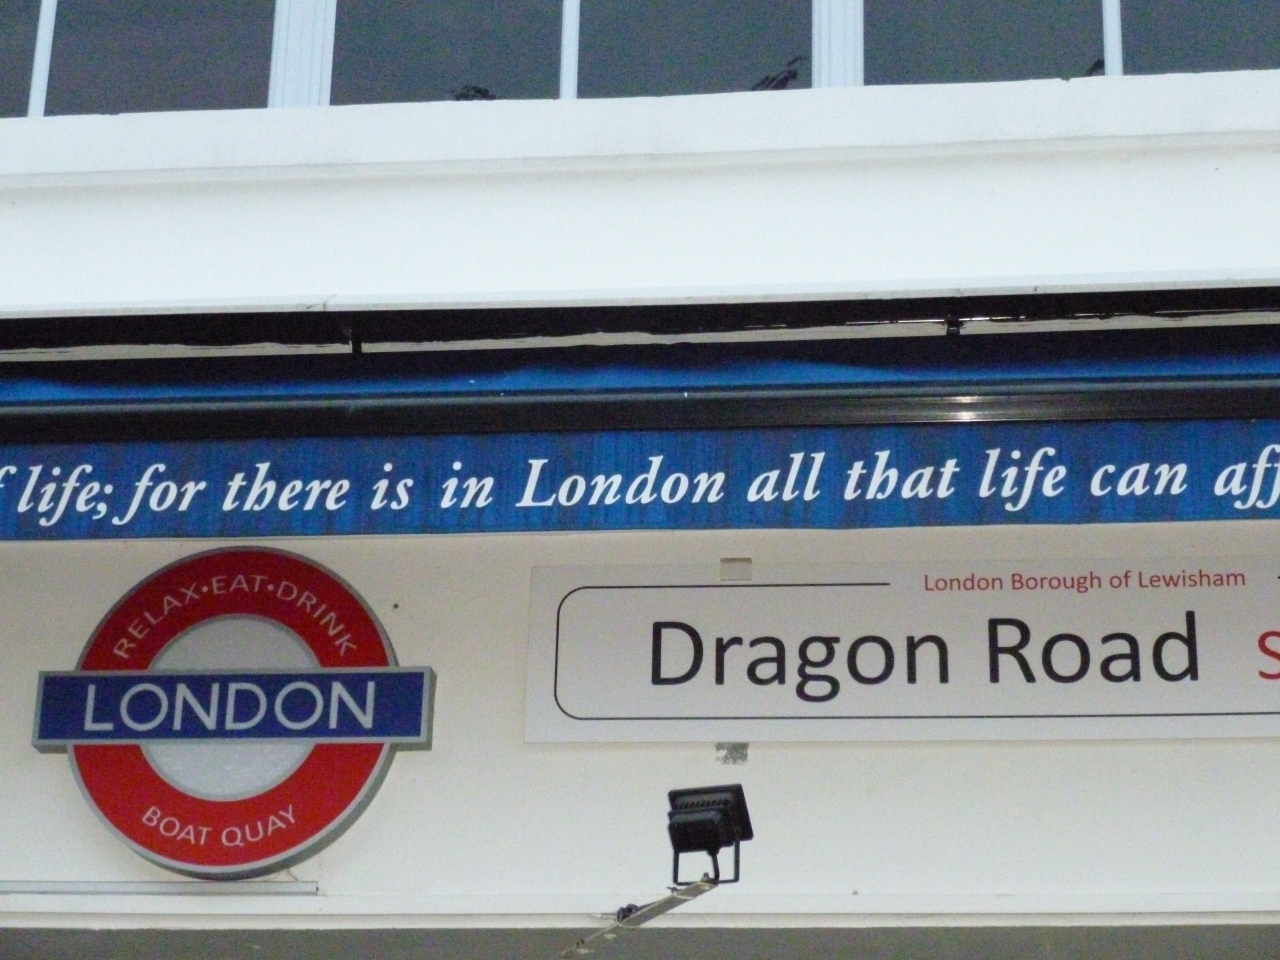 life; for there is in London all that life can
RELAX•EAT•DRINK
LONDON
BOAT QUAY
London Borough of Lewisham
Dragon Road